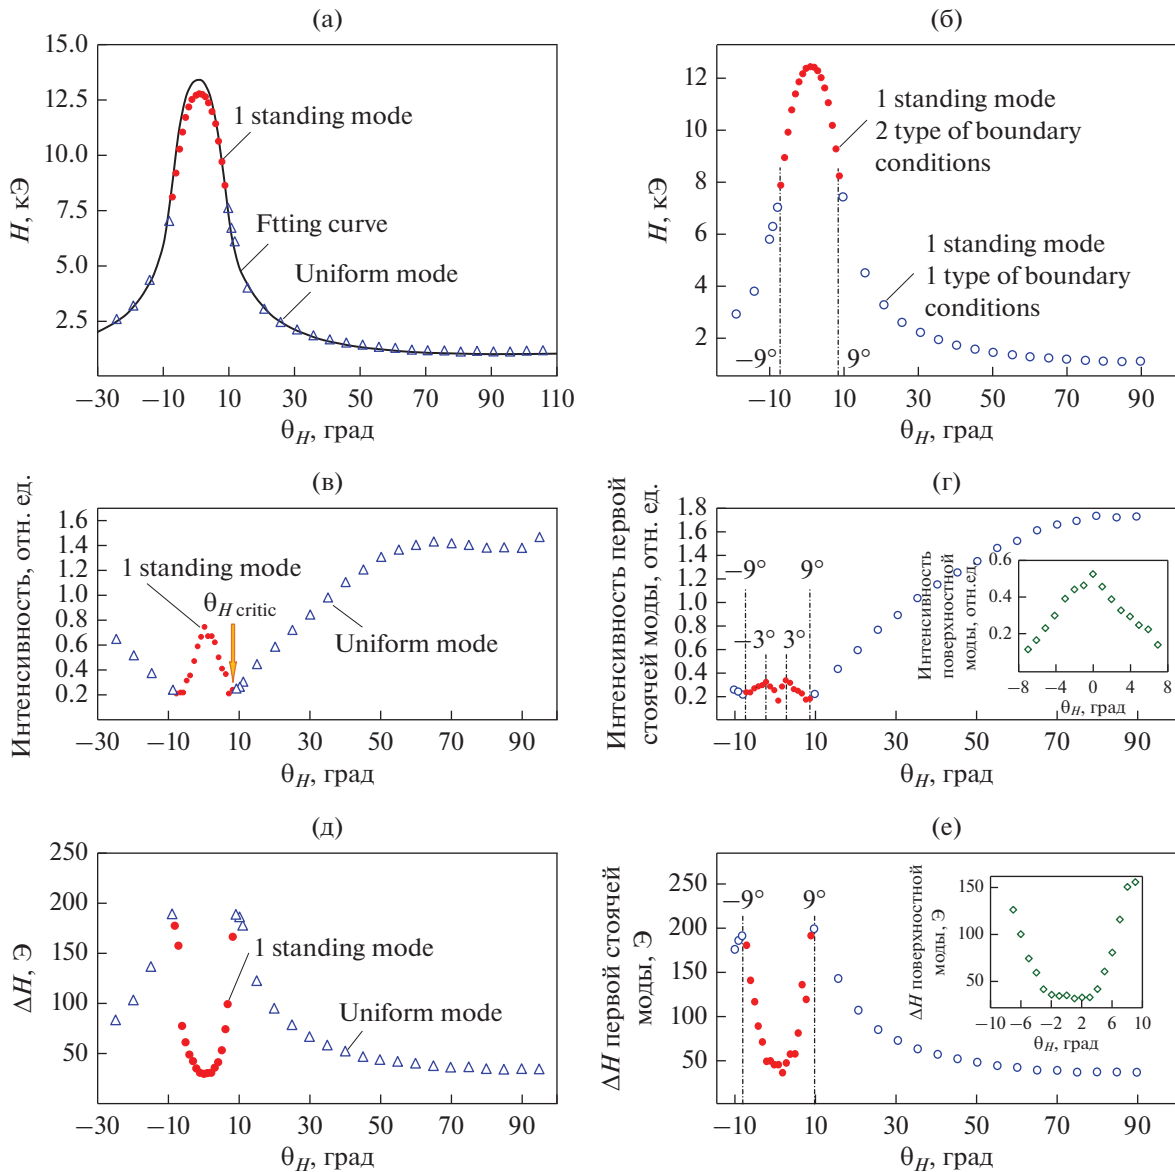 (а)
15.0
12.5
10.0
7.5
5.0
2.5
H, кЭ
1 standing mode
Ftting curve
Uniform mode
−30
−10
10
30
50
70
90
110
θH, град
(б)
12
10
8
6
4
2
H, кЭ
1 standing mode
2 type of boundary
conditions
1 standing mode
1 type of boundary
conditions
−9°
9°
−10
10
30
50
70
90
θH, град
(в)
1.6
1.4
1.2
1.0
0.8
0.6
0.4
0.2
Интенсивность, отн. ед.
1 standing mode
θH critic
Uniform mode
−30
−10
10
30
50
70
90
θH, град
(г)
1.8
1.6
1.4
1.2
1.0
0.8
0.6
0.4
0.2
Интенсивность первой
стоячей моды, отн. ед.
−9°
9°
−3°
3°
−10
10
30
50
70
90
θH, град
Интенсивность
поверхностной
моды, отн.ед.
0.6
0.4
0.2
−8
−4
0
4
8
θH, град
(д)
250
200
150
100
50
ΔH, Э
1 standing mode
Uniform mode
−30
−10
10
30
50
70
90
θH, град
(е)
250
200
150
100
50
ΔH первой стоячей
моды, Э
−9°
9°
−10
10
30
50
70
90
θH, град
ΔH поверхностной
моды, Э
150
100
50
−10
−6
−2
2
6
10
θH, град